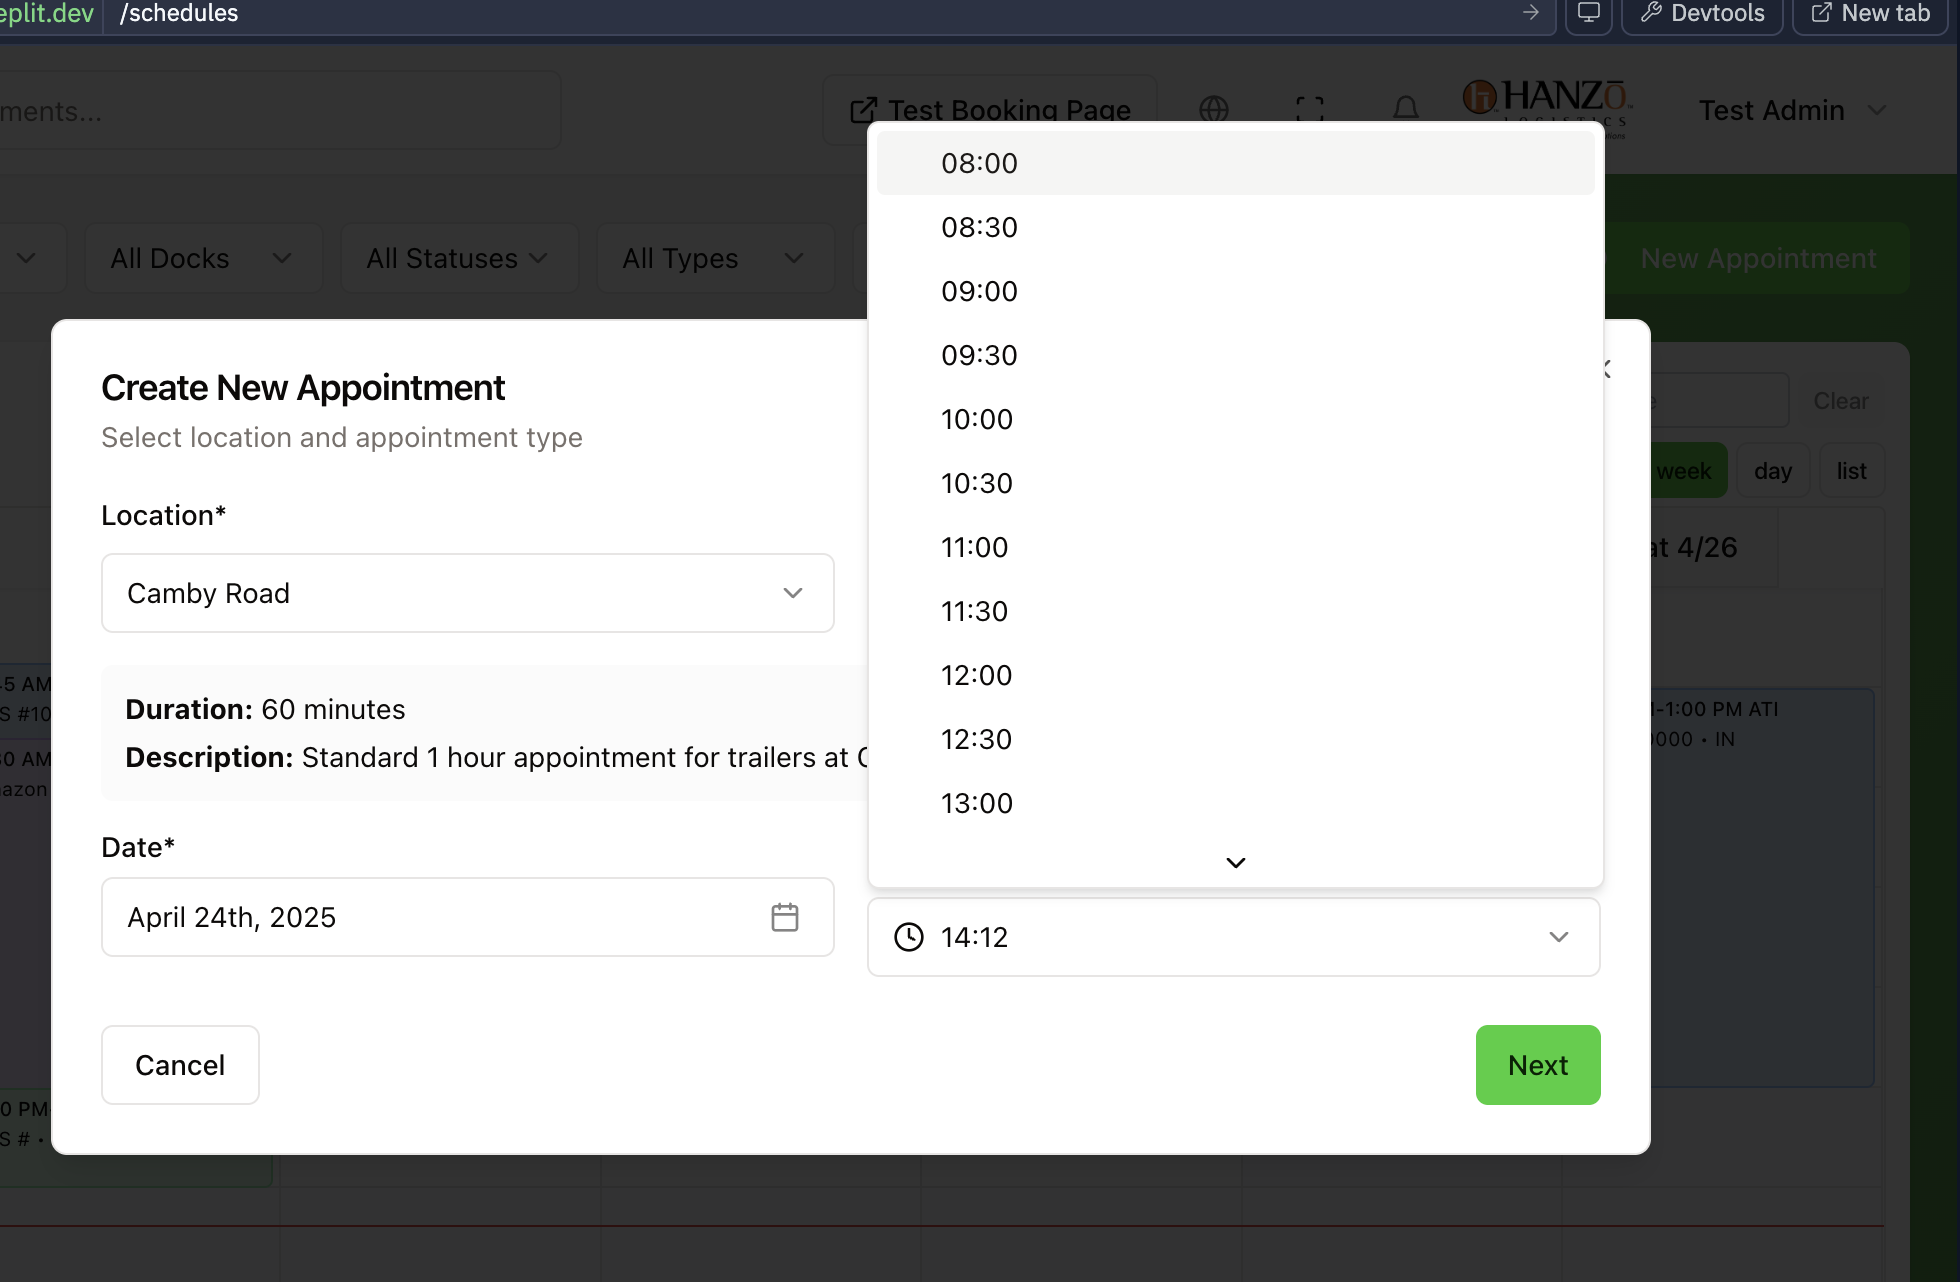 eplit.dev /schedules Devtools New tab
ments... Test Booking Page HANZŌ Test Admin
LOGISTICS
All Docks All Statuses All Types New Appointment
08:00
08:30
09:00
09:30
10:00
10:30
11:00
11:30
12:00
12:30
13:00
Create New Appointment
Select location and appointment type
Location*
Camby Road
Duration: 60 minutes
Description: Standard 1 hour appointment for trailers at C
Date*
April 24th, 2025
14:12
Cancel
Next
e Clear
week day list
at 4/26
45 AM
S #10
30 AM
azon
0 PM
S # •
-1:00 PM ATI
0000 • IN